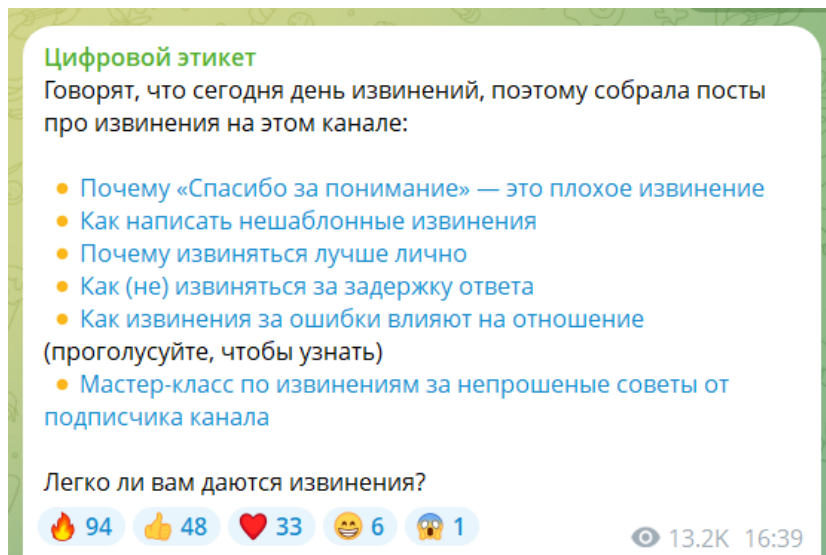 Цифровой этикет
Говорят, что сегодня день извинений, поэтому собрала посты
про извинения на этом канале:
• Почему «Спасибо за понимание» — это плохое извинение
• Как написать нешаблонные извинения
• Почему извиняться лучше лично
• Как (не) извиняться за задержку ответа
• Как извинения за ошибки влияют на отношение
(проголусуйте, чтобы узнать)
• Мастер-класс по извинениям за непрошеные советы от
подписчика канала
Легко ли вам даются извинения?
🔥 94 👍 48 ❤️ 33 😁 6 😱 1 13.2K 16:39